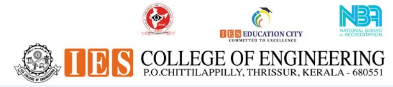 IES EDUCATION CITY
COMMITTED TO EXCELLENCE
NBA
NATIONAL BOARD
of ACCREDITATION
IES COLLEGE OF ENGINEERING
P.O.CHITTILAPPILLY, THRISSUR, KERALA - 680551